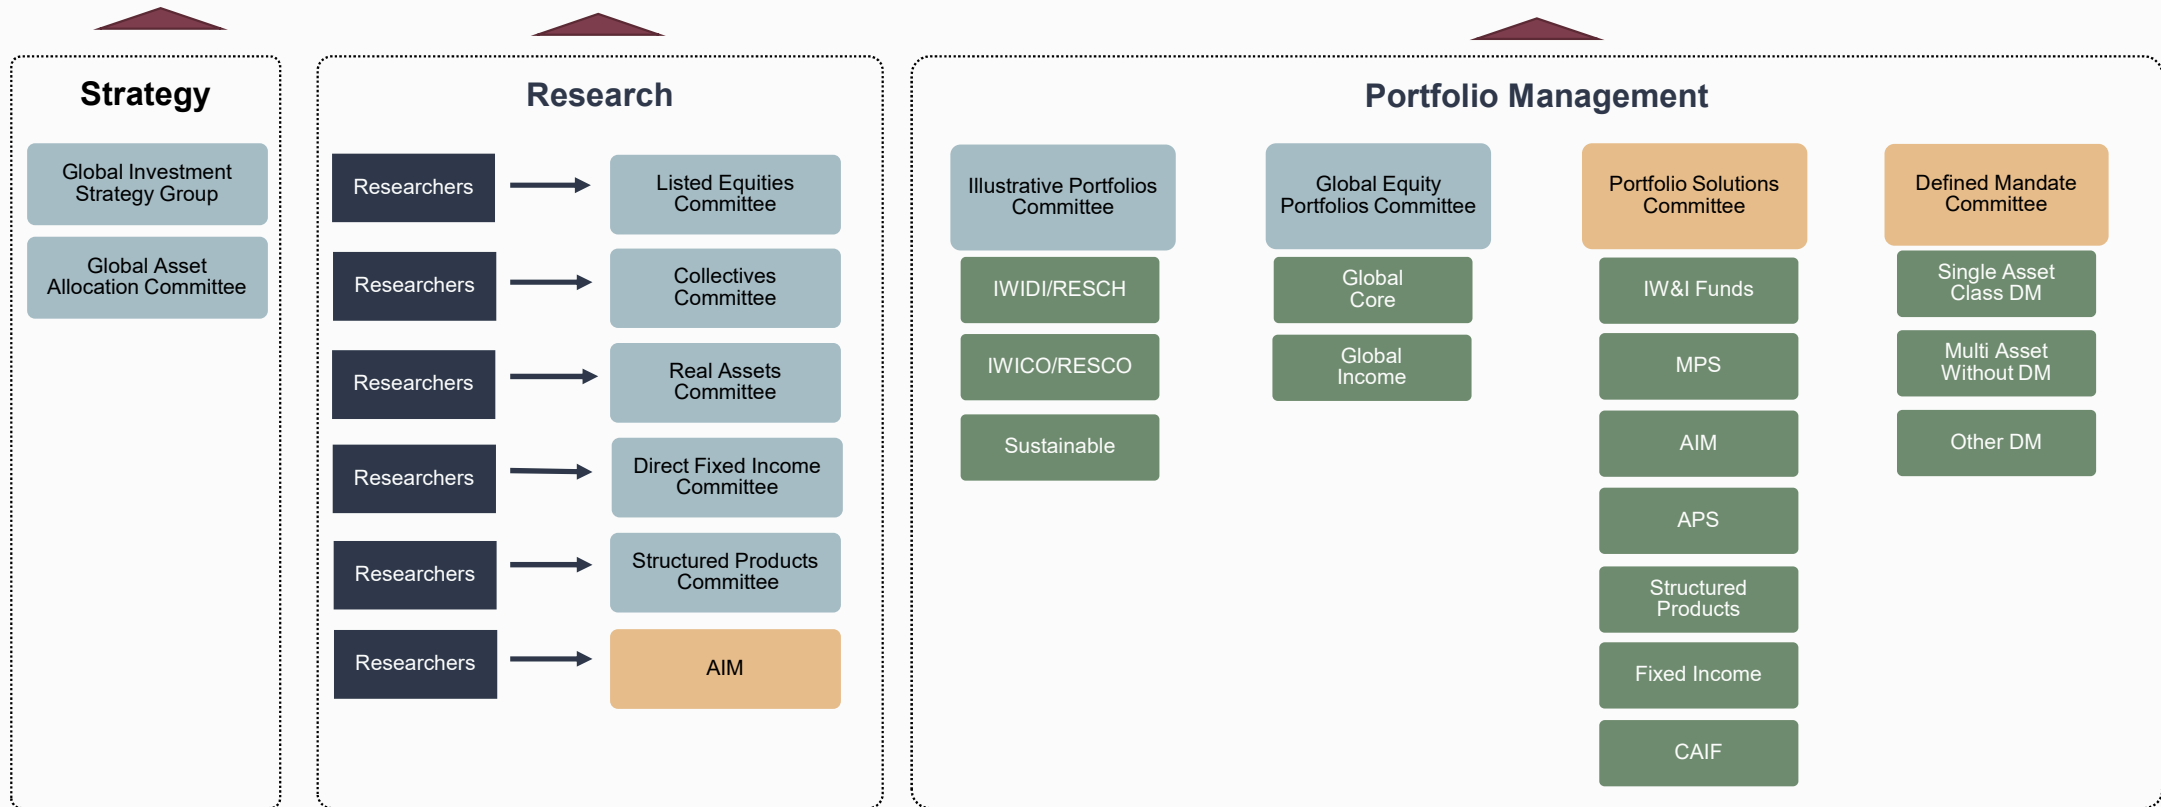 Strategy
Global Investment
Strategy Group
Global Asset
Allocation Committee
Research
Researchers
Listed Equities
Committee
Researchers
Collectives
Committee
Researchers
Real Assets
Committee
Researchers
Direct Fixed Income
Committee
Researchers
Structured Products
Committee
Researchers
AIM
Portfolio Management
Illustrative Portfolios
Committee
IWIDI/RESCH
IWICO/RESCO
Sustainable
Global Equity
Portfolios Committee
Global
Core
Global
Income
Portfolio Solutions
Committee
IW&I Funds
MPS
AIM
APS
Structured
Products
Fixed Income
CAIF
Defined Mandate
Committee
Single Asset
Class DM
Multi Asset
Without DM
Other DM